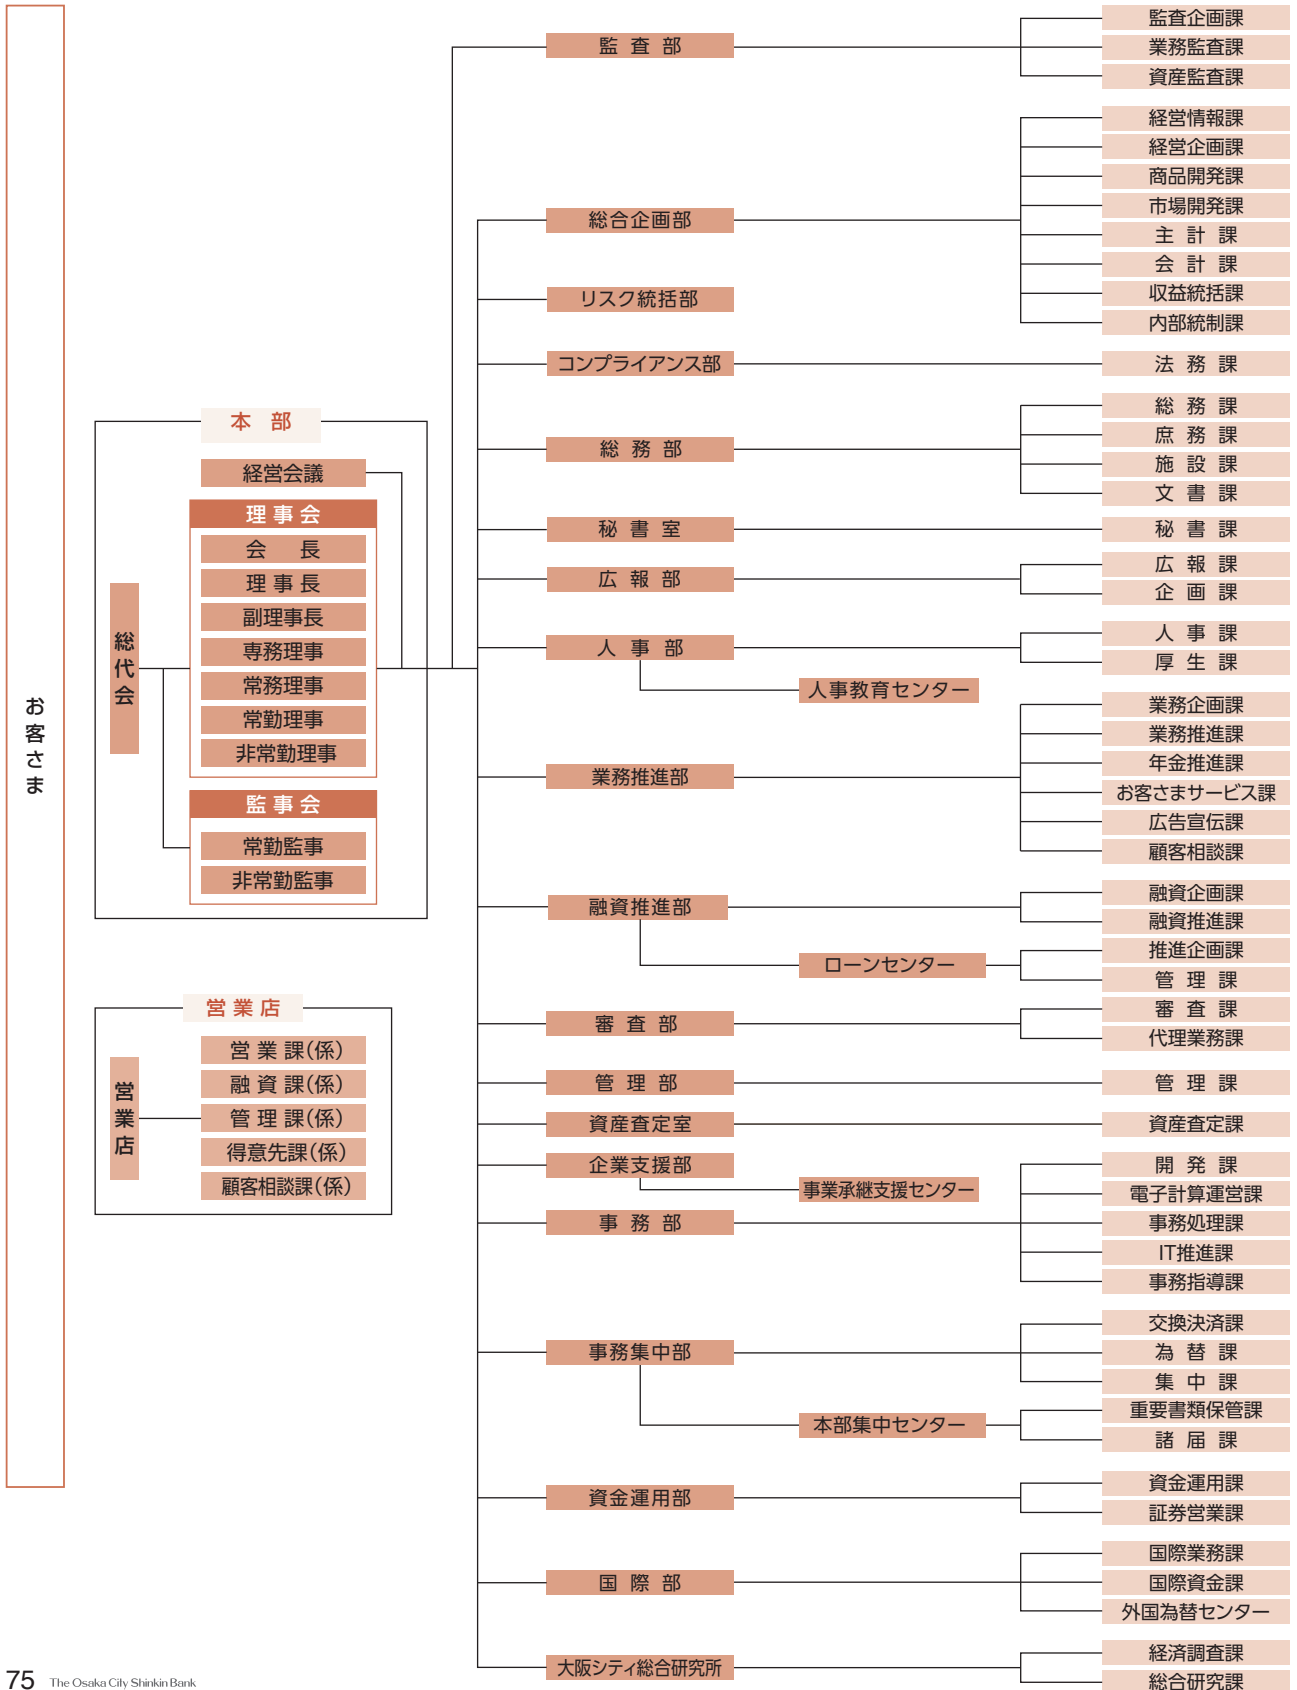 お客さま
本部
経営会議
理事会
会長
理事長
副理事長
専務理事
常務理事
常勤理事
非常勤理事
総代会
監事会
常勤監事
非常勤監事
営業店
営業店
営業課(係)
融資課(係)
管理課(係)
得意先課(係)
顧客相談課(係)
監査部
監査企画課
業務監査課
資産監査課
総合企画部
経営情報課
経営企画課
商品開発課
市場開発課
主計課
会計課
収益統括課
内部統制課
リスク統括部
コンプライアンス部
法務課
総務部
総務課
庶務課
施設課
文書課
秘書室
秘書課
広報部
広報課
企画課
人事部
人事課
厚生課
人事教育センター
業務推進部
業務企画課
業務推進課
年金推進課
お客さまサービス課
広告宣伝課
顧客相談課
融資推進部
融資企画課
融資推進課
ローンセンター
推進企画課
管理課
審査部
審査課
代理業務課
管理部
管理課
資産査定室
資産査定課
企業支援部
事業承継支援センター
事務部
開発課
電子計算運営課
事務処理課
IT推進課
事務指導課
事務集中部
交換決済課
為替課
集中課
本部集中センター
重要書類保管課
諸届課
資金運用部
資金運用課
証券営業課
国際部
国際業務課
国際資金課
外国為替センター
大阪シティ総合研究所
経済調査課
総合研究課
75 The Osaka City Shinkin Bank